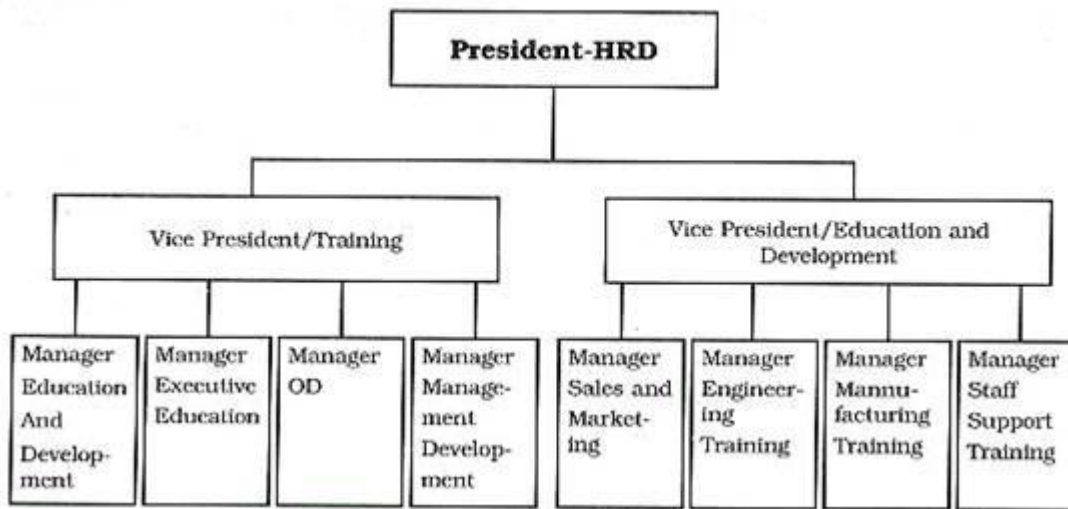 President-HRD
Vice President/Training
Vice President/Education and
Development
Manager
Education
And
Develop-
ment
Manager
Executive
Education
Manager
OD
Manager
Manage-
ment
Develop-
ment
Manager
Sales and
Market-
ing
Manager
Engineer-
ing
Training
Manager
Mannu-
facturing
Training
Manager
Staff
Support
Training